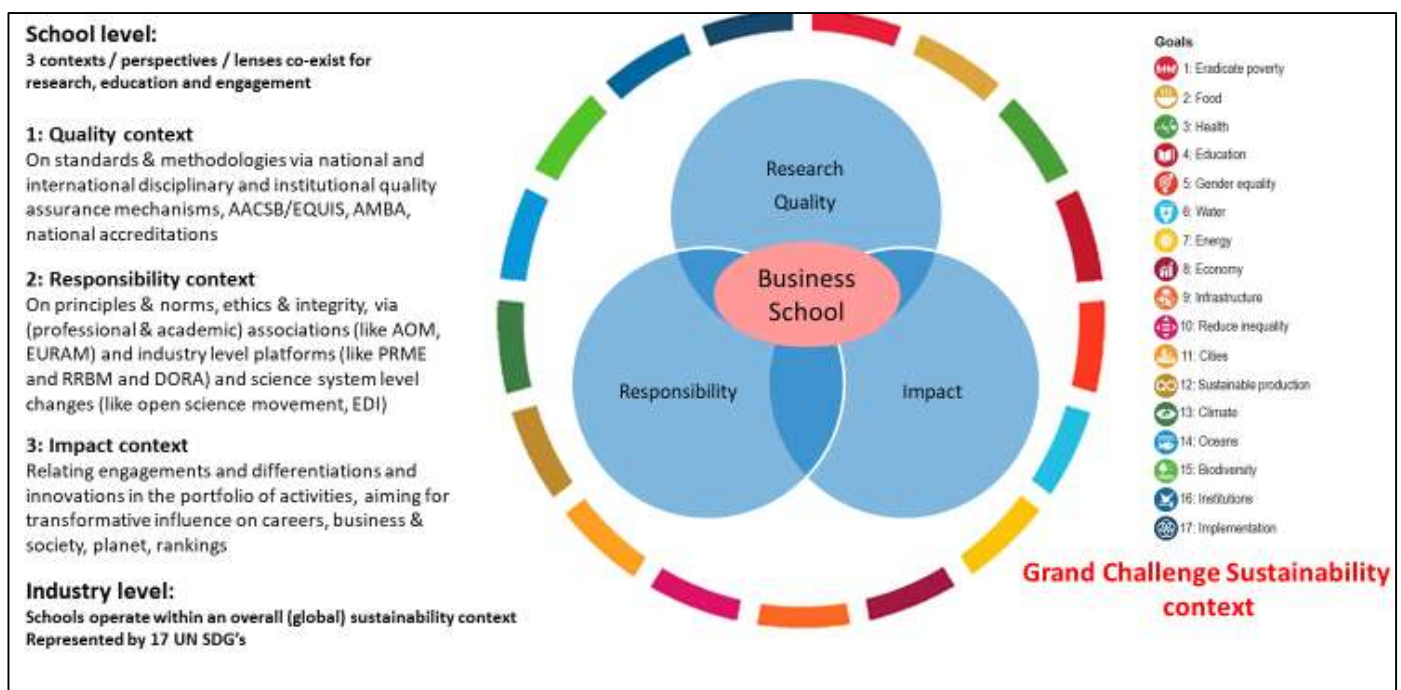 School level:
3 contexts / perspectives / lenses co-exist for
research, education and engagement
1: Quality context
On standards & methodologies via national and
international disciplinary and institutional quality
assurance mechanisms, AACSB/EQUIS, AMBA,
national accreditations
2: Responsibility context
On principles & norms, ethics & integrity, via
(professional & academic) associations (like AOM,
EURAM) and industry level platforms (like PRME
and RRBM and DORA) and science system level
changes (like open science movement, EDI)
3: Impact context
Relating engagements and differentiations and
innovations in the portfolio of activities, aiming for
transformative influence on careers, business &
society, planet, rankings
Industry level:
Schools operate within an overall (global) sustainability context
Represented by 17 UN SDG's
Research
Quality
Business
School
Responsibility
Impact
Goals
1: Eradicate poverty
2: Food
3: Health
4: Education
5: Gender equality
6: Water
7: Energy
8: Economy
9: Infrastructure
10: Reduce inequality
11: Cities
12: Sustainable production
13: Climate
14: Oceans
15: Biodiversity
16: Institutions
17: Implementation
Grand Challenge Sustainability
context